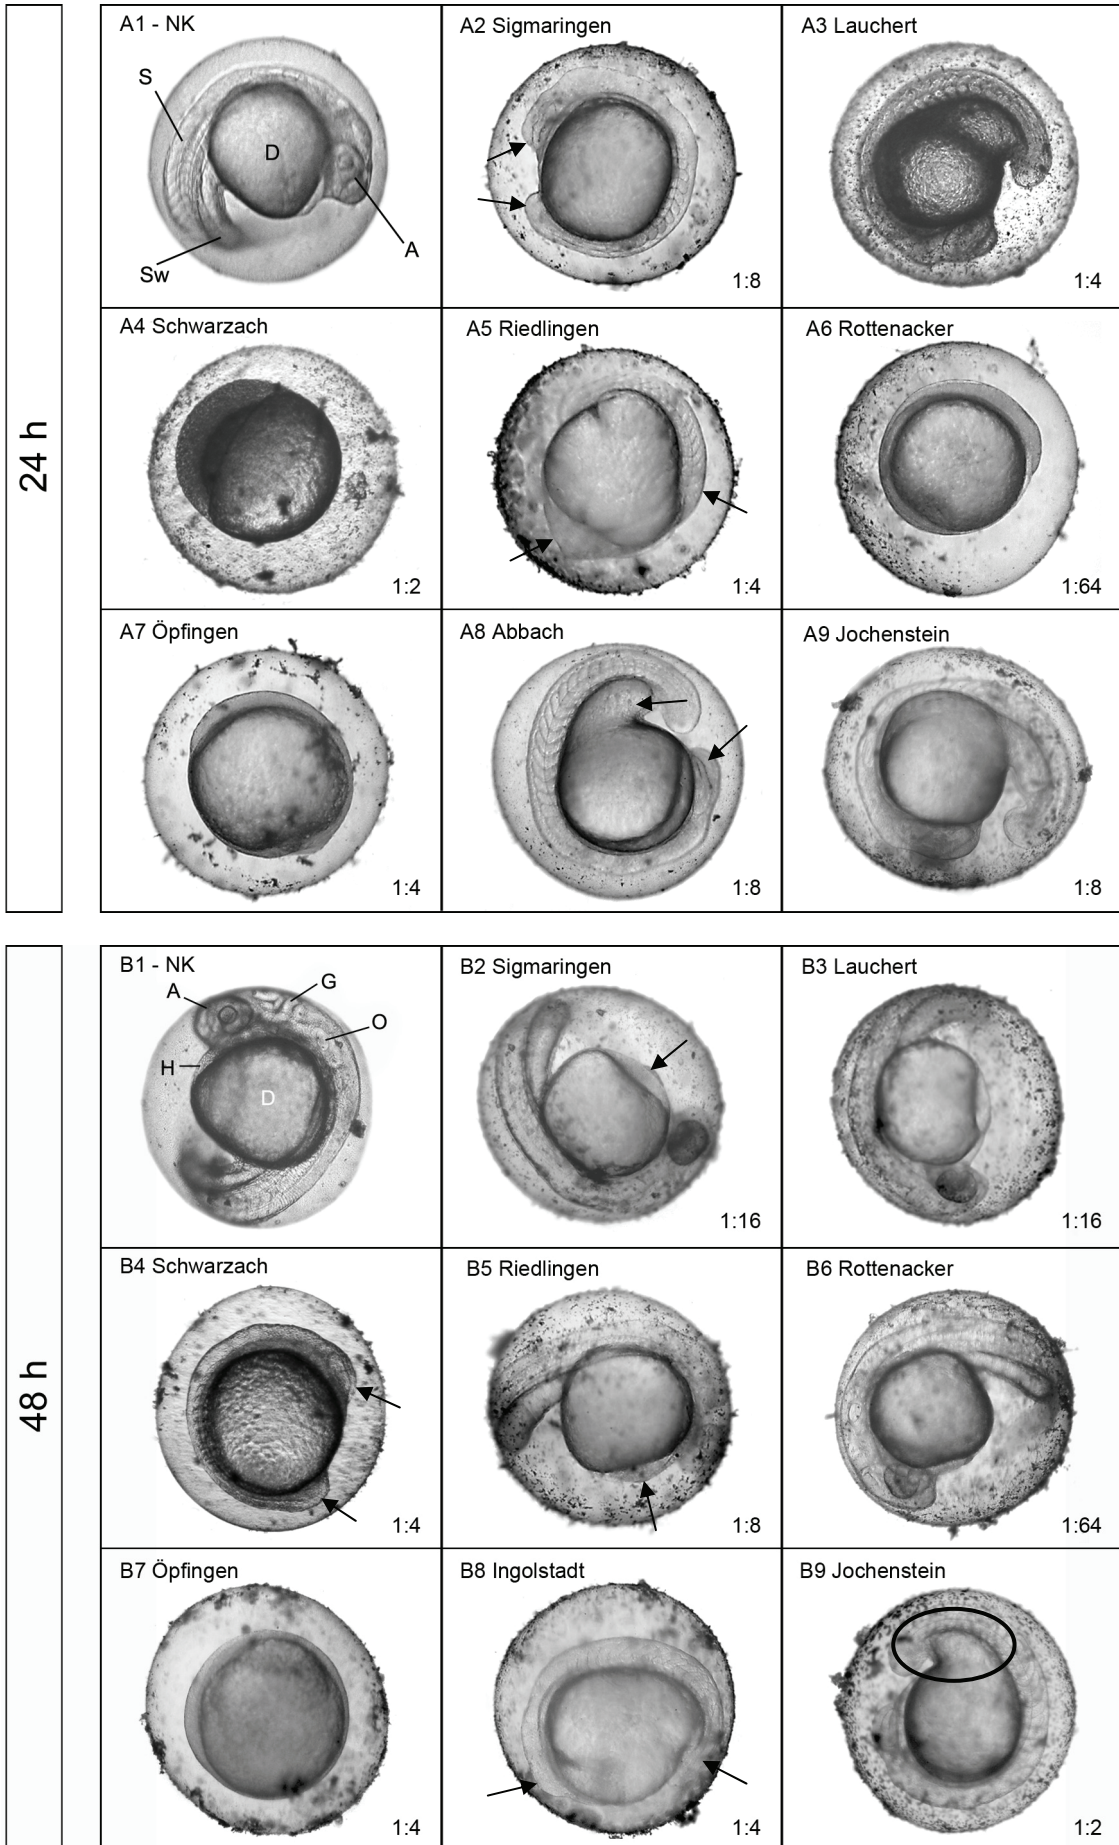 24 h
A1 - NK
S
D
A
Sw
A2 Sigmaringen
1:8
A3 Lauchert
1:4
A4 Schwarzach
1:2
A5 Riedlingen
1:4
A6 Rottenacker
1:64
A7 Öpfingen
1:4
A8 Abbach
1:8
A9 Jochenstein
1:8
48 h
B1 - NK
A
G
O
H
D
B2 Sigmaringen
1:16
B3 Lauchert
1:16
B4 Schwarzach
1:4
B5 Riedlingen
1:8
B6 Rottenacker
1:64
B7 Öpfingen
1:4
B8 Ingolstadt
1:4
B9 Jochenstein
1:2